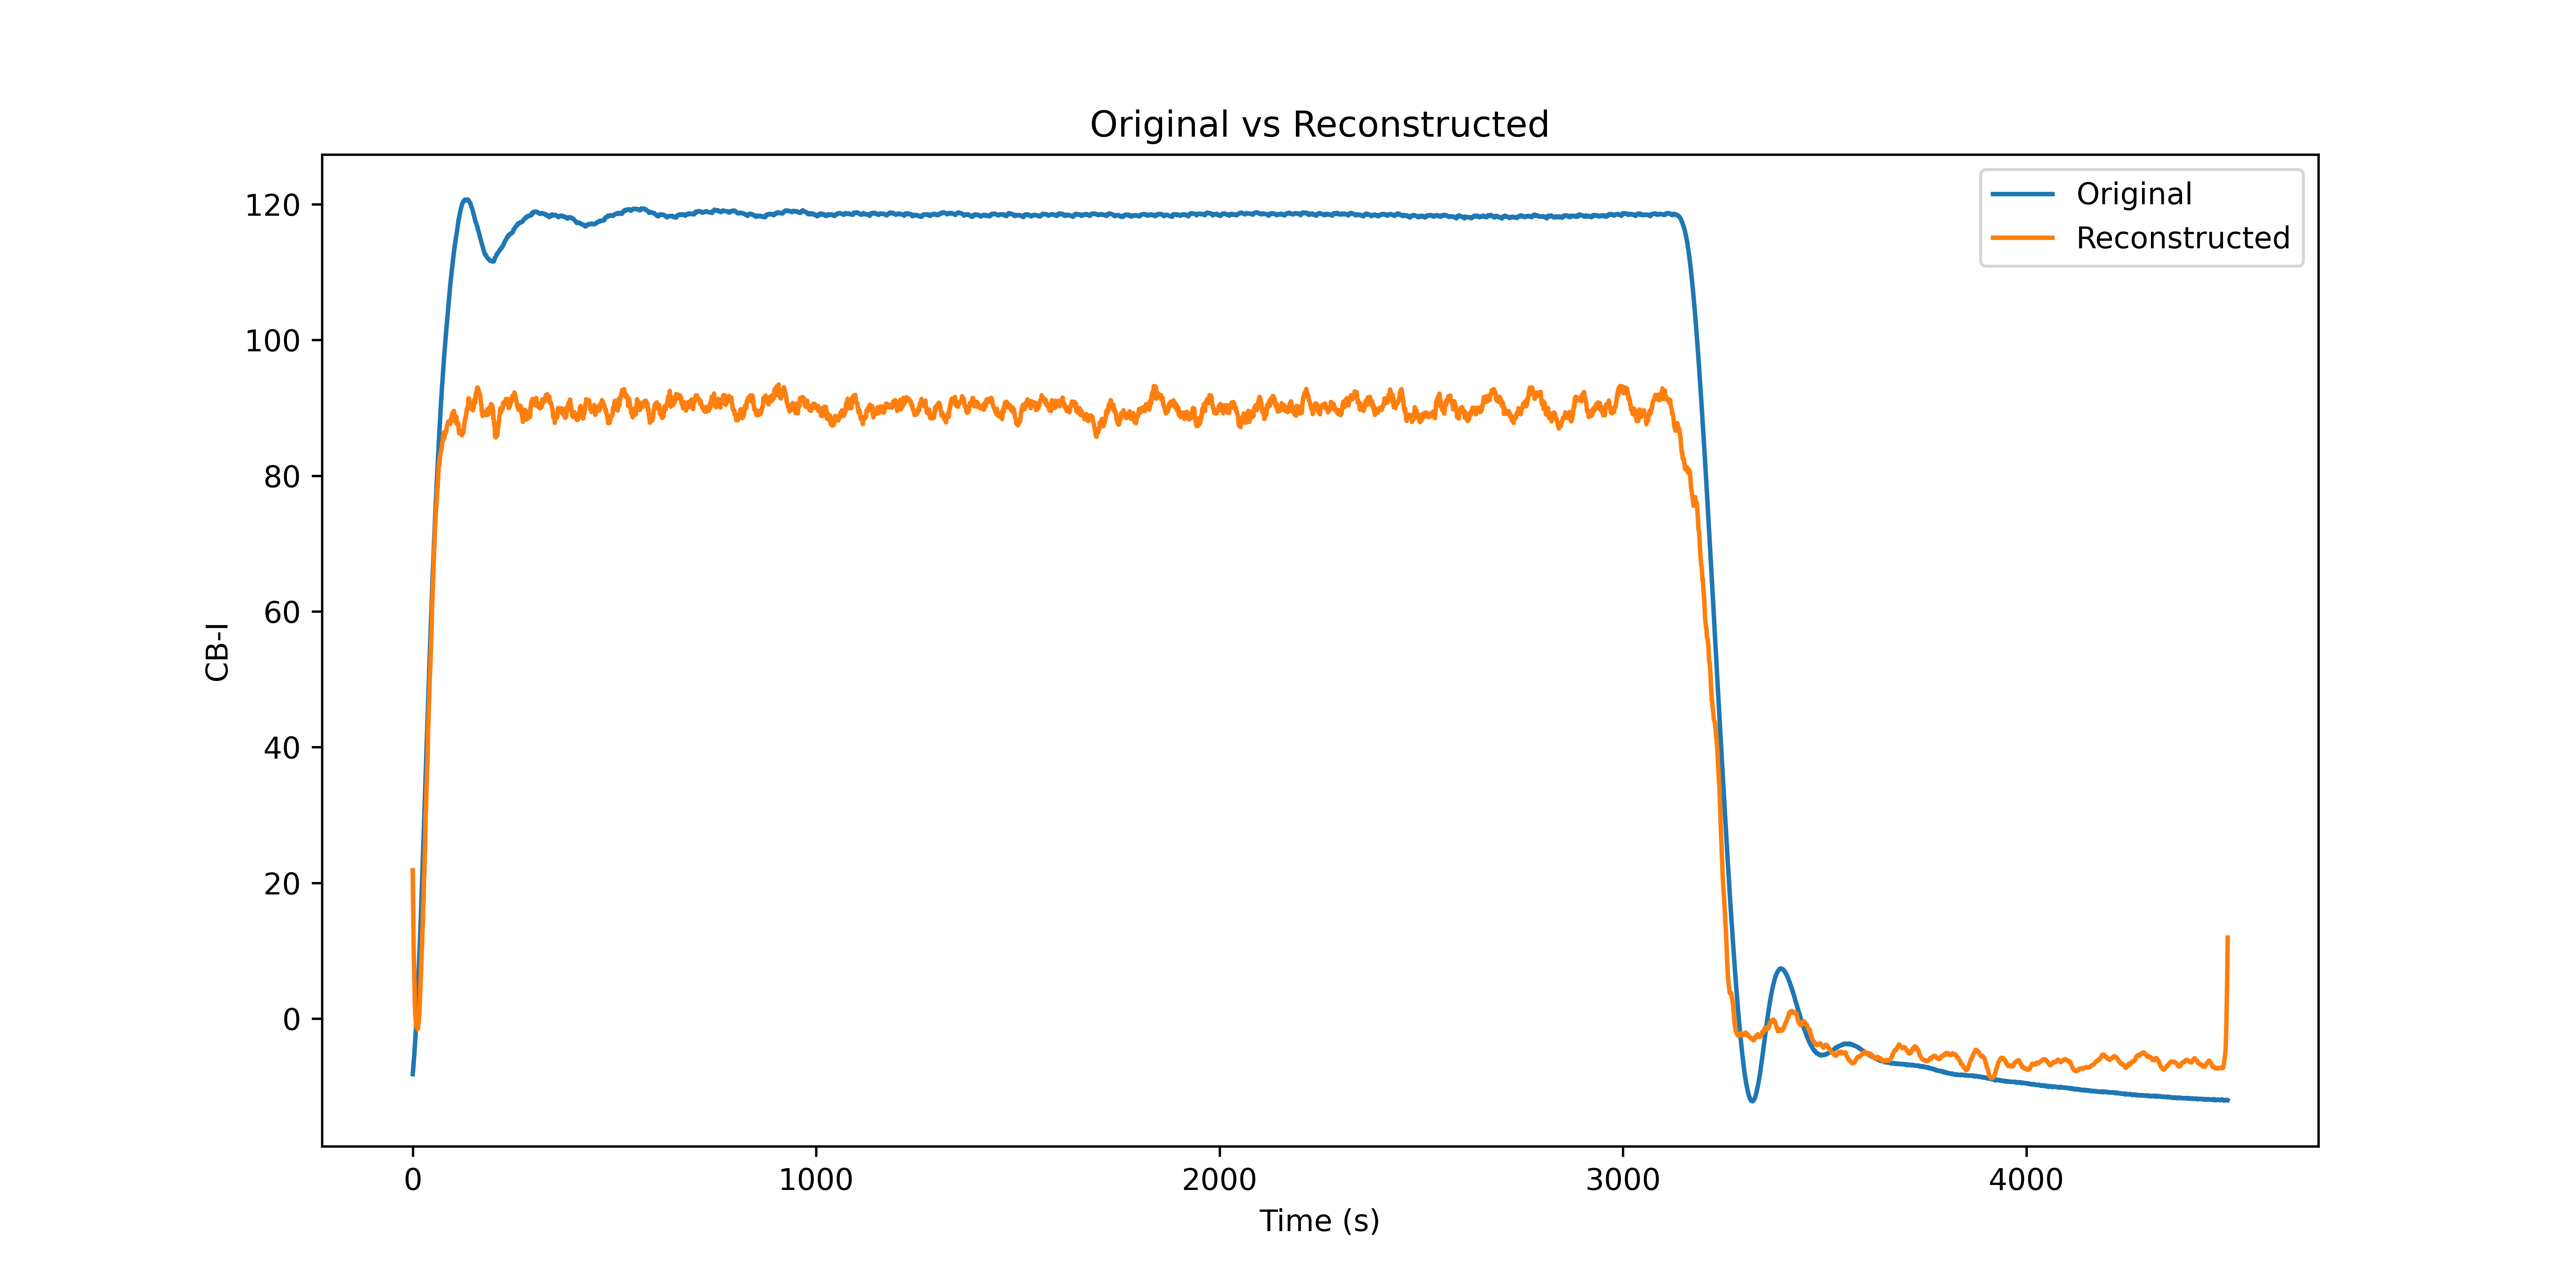 Original vs Reconstructed
Original
Reconstructed
120
100
80
60
40
20
0
CB-I
0 1000 2000 3000 4000
Time (s)